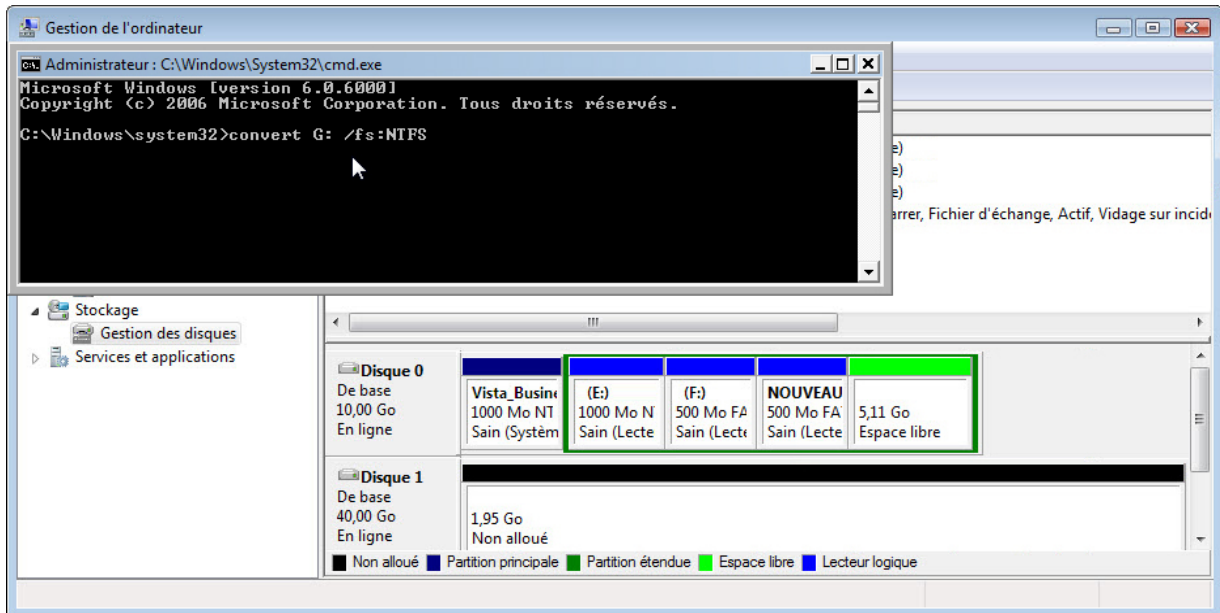 Gestion de l'ordinateur
Administrateur : C:\Windows\System32\cmd.exe
Microsoft Windows [version 6.0.6000]
Copyright (c) 2006 Microsoft Corporation. Tous droits réservés.
C:\Windows\system32>convert G: /fs:NTFS
e)
e)
e)
arrer, Fichier d'échange, Actif, Vidage sur incid
Stockage
Gestion des disques
Services et applications
Disque 0
De base
10,00 Go
En ligne
Vista_Busin
1000 Mo NT
Sain (Systèm
(E:)
1000 Mo N
Sain (Lecte
(F:)
500 Mo FA
Sain (Lecte
NOUVEAU
500 Mo FA
Sain (Lecte
5,11 Go
Espace libre
Disque 1
De base
40,00 Go
En ligne
1,95 Go
Non alloué
Non alloué Partition principale Partition étendue Espace libre Lecteur logique